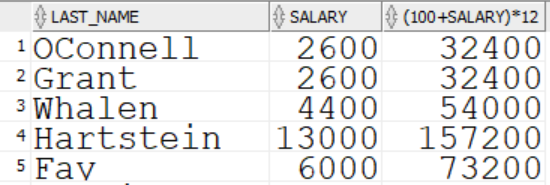 LAST_NAME SALARY (100+SALARY)*12
1 OConnell 2600 32400
2 Grant 2600 32400
3 Whalen 4400 54000
4 Hartstein 13000 157200
5 Fay 6000 73200